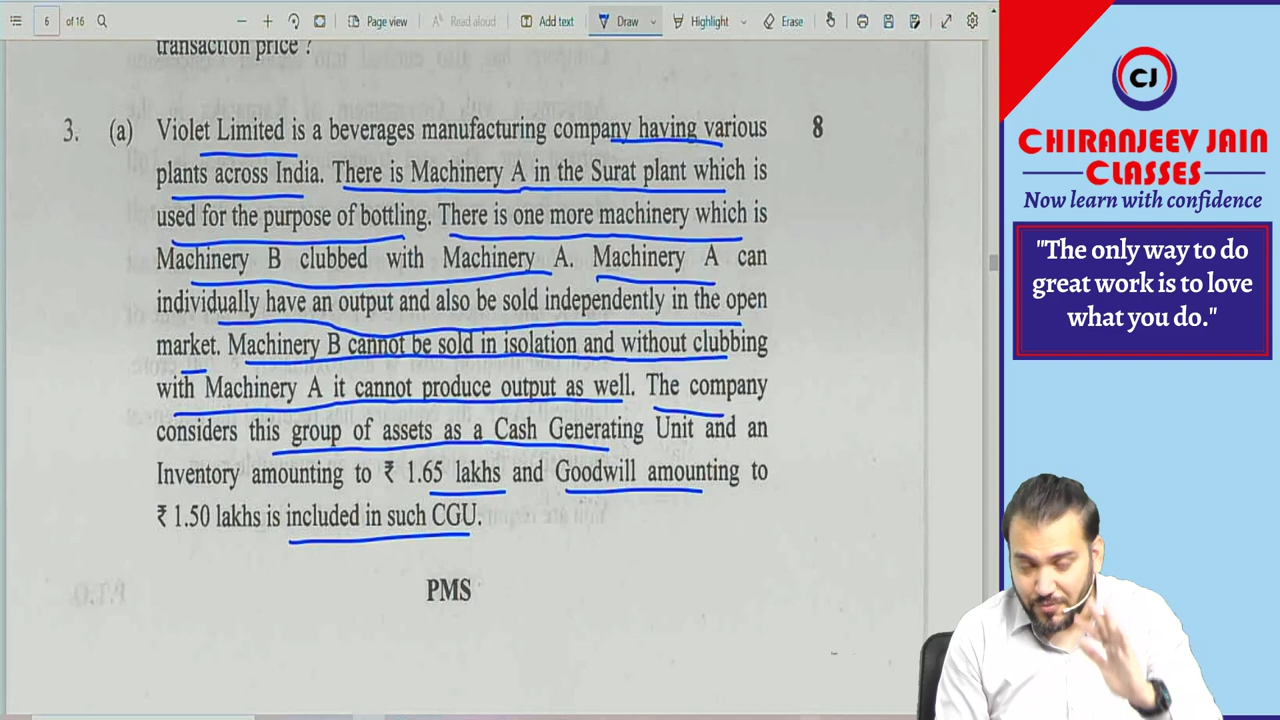 6 of 16 Page view Read aloud Add text Draw Highlight Erase
transaction price ?
3. (a) Violet Limited is a beverages manufacturing company having various 8
plants across India. There is Machinery A in the Surat plant which is
used for the purpose of bottling. There is one more machinery which is
Machinery B clubbed with Machinery A. Machinery A can
individually have an output and also be sold independently in the open
market. Machinery B cannot be sold in isolation and without clubbing
with Machinery A it cannot produce output as well. The company
considers this group of assets as a Cash Generating Unit and an
Inventory amounting to ₹ 1.65 lakhs and Goodwill amounting to
₹ 1.50 lakhs is included in such CGU.
P.T.O.
PMS
CJ
CHIRANJEEV JAIN
CLASSES
Now learn with confidence
"The only way to do
great work is to love
what you do."